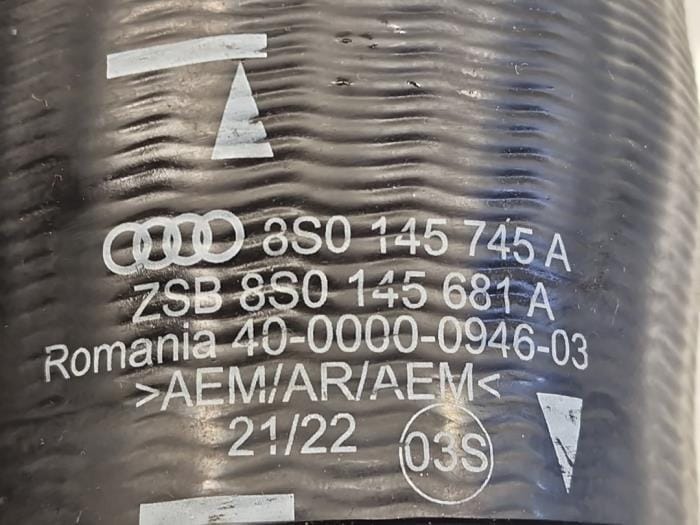 8S0 145 745 A
ZSB 8S0 145 681 A
Romania 40-0000-0946-03
>AEM/AR/AEM<
21/22
03S